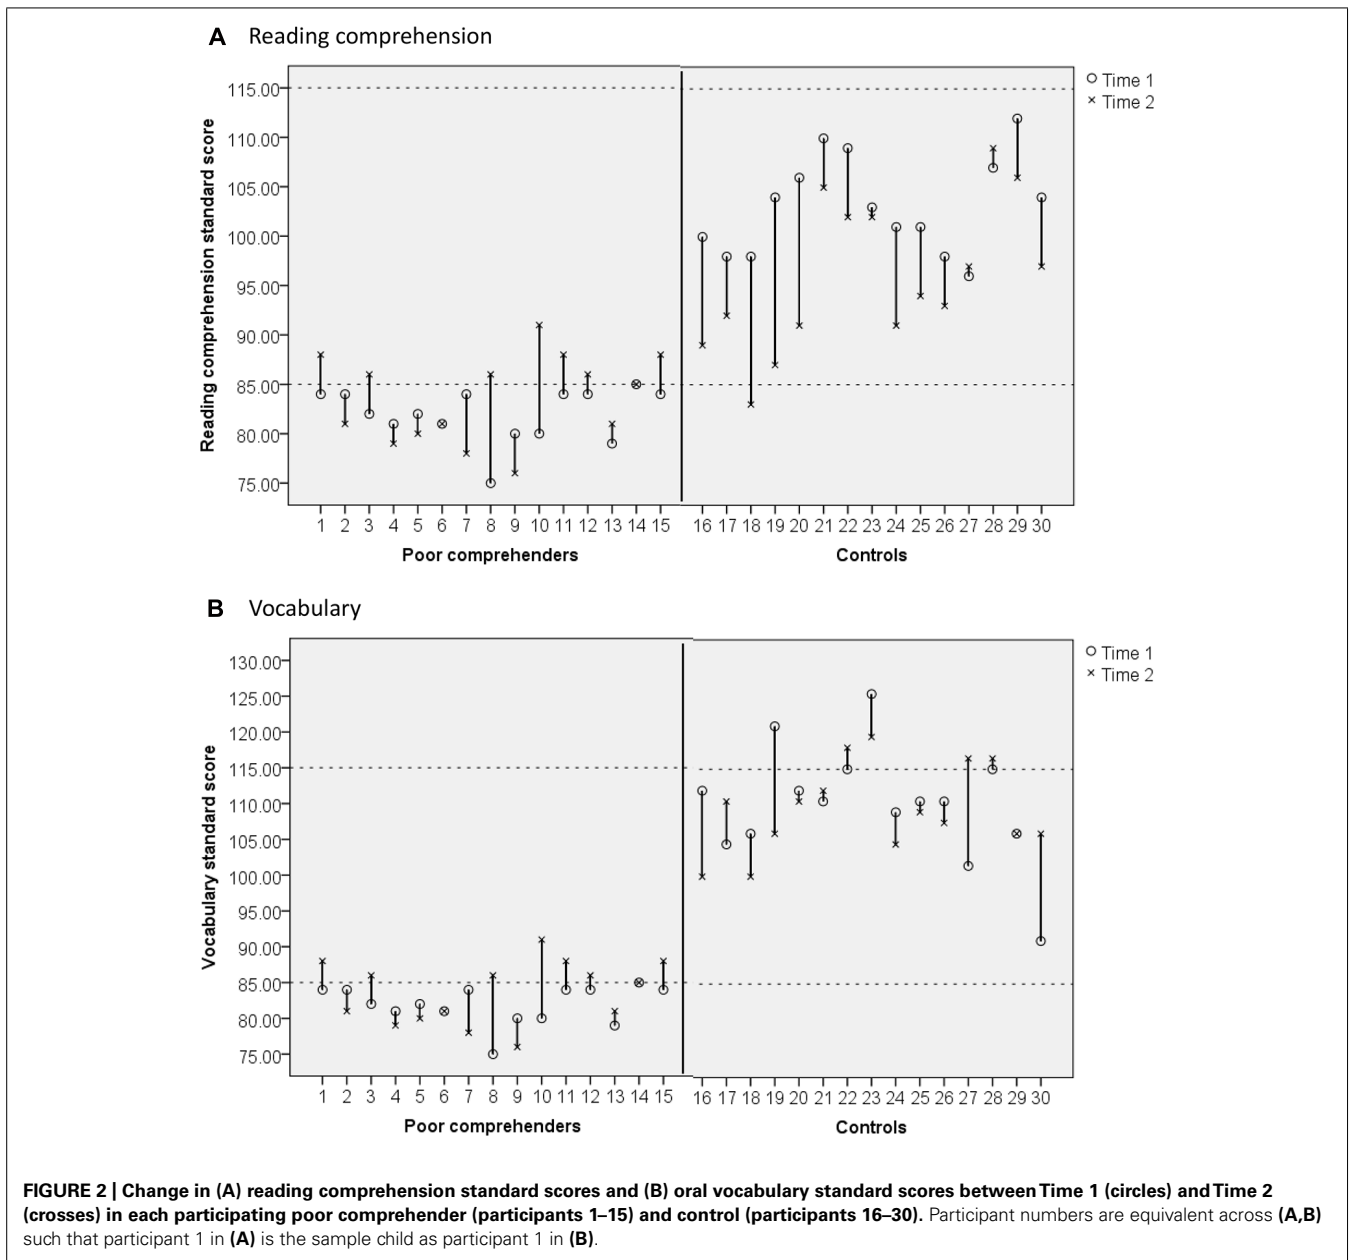 A Reading comprehension
115.00
110.00
105.00
100.00
95.00
90.00
85.00
80.00
75.00
Reading comprehension standard score
Time 1
Time 2
1 2 3 4 5 6 7 8 9 10 11 12 13 14 15 16 17 18 19 20 21 22 23 24 25 26 27 28 29 30
Poor comprehenders Controls
B Vocabulary
130.00
125.00
120.00
115.00
110.00
105.00
100.00
95.00
90.00
85.00
80.00
75.00
Vocabulary standard score
Time 1
Time 2
1 2 3 4 5 6 7 8 9 10 11 12 13 14 15 16 17 18 19 20 21 22 23 24 25 26 27 28 29 30
Poor comprehenders Controls
FIGURE 2 | Change in (A) reading comprehension standard scores and (B) oral vocabulary standard scores between Time 1 (circles) and Time 2
(crosses) in each participating poor comprehender (participants 1–15) and control (participants 16–30). Participant numbers are equivalent across (A,B)
such that participant 1 in (A) is the sample child as participant 1 in (B).